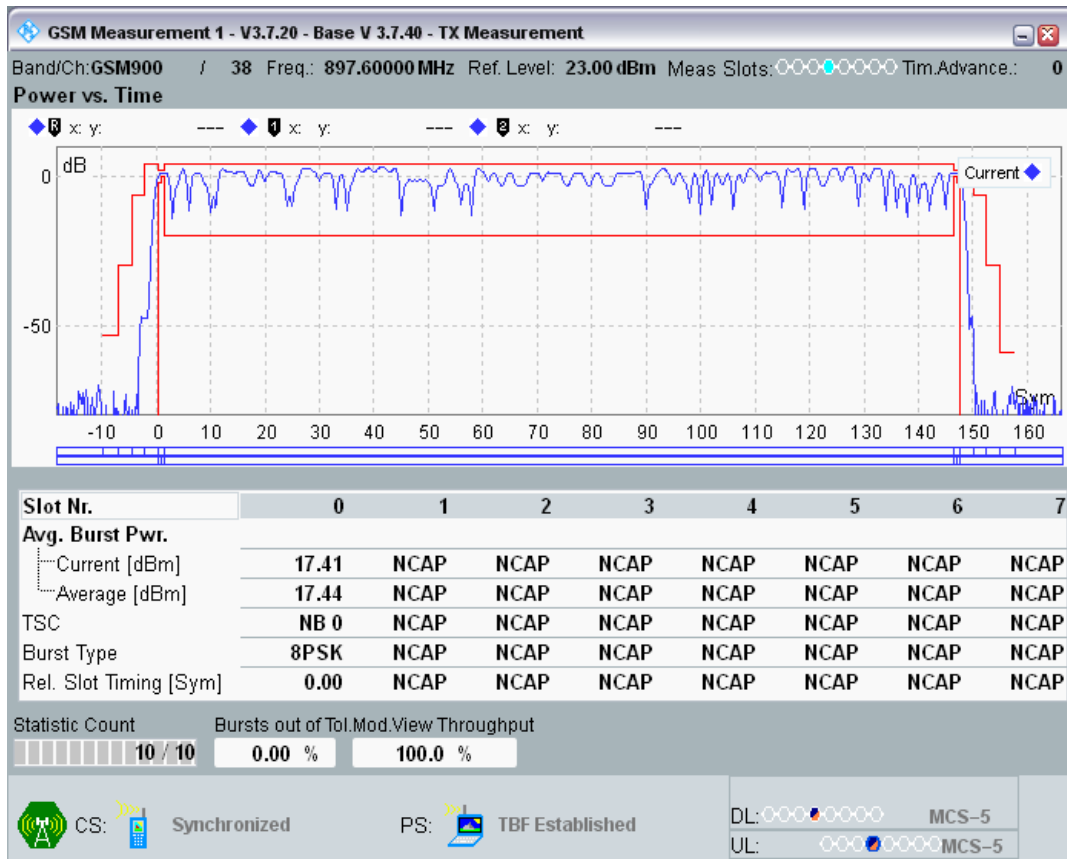 GSM Measurement 1 - V3.7.20 - Base V 3.7.40 - TX Measurement
Band/Ch:GSM900 / 38 Freq.: 897.60000 MHz Ref. Level: 23.00 dBm Meas Slots: Tim.Advance.: 0
Power vs. Time
R x: y: --- 1 x: y: --- 2 x: y: ---
dB
Current
0
-50
Sym
-10 0 10 20 30 40 50 60 70 80 90 100 110 120 130 140 150 160
Slot Nr. 0 1 2 3 4 5 6 7
Avg. Burst Pwr.
Current [dBm] 17.41 NCAP NCAP NCAP NCAP NCAP NCAP NCAP
Average [dBm] 17.44 NCAP NCAP NCAP NCAP NCAP NCAP NCAP
TSC NB 0 NCAP NCAP NCAP NCAP NCAP NCAP NCAP
Burst Type 8PSK NCAP NCAP NCAP NCAP NCAP NCAP NCAP
Rel. Slot Timing [Sym] 0.00 NCAP NCAP NCAP NCAP NCAP NCAP NCAP
Statistic Count Bursts out of Tol. Mod.View Throughput
10 / 10 0.00 % 100.0 %
CS: Synchronized PS: TBF Established
DL: MCS-5
UL: MCS-5